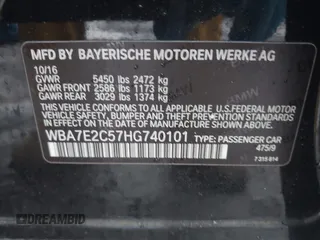 MFD BY BAYERISCHE MOTOREN WERKE AG
10/16
GVWR 5450 lbs 2472 kg
GAWR FRONT 2586 lbs 1173 kg
GAWR REAR 3029 lbs 1374 kg
THIS VEHICLE CONFORMS TO ALL APPLICABLE U.S. FEDERAL MOTOR
VEHICLE SAFETY, BUMPER AND THEFT PREVENTION STANDARDS
IN EFFECT ON THE DATE OF MANUFACTURE SHOWN ABOVE.
WBA7E2C57HG740101 TYPE: PASSENGER CAR
475/9
7 315 814
DREAMBID